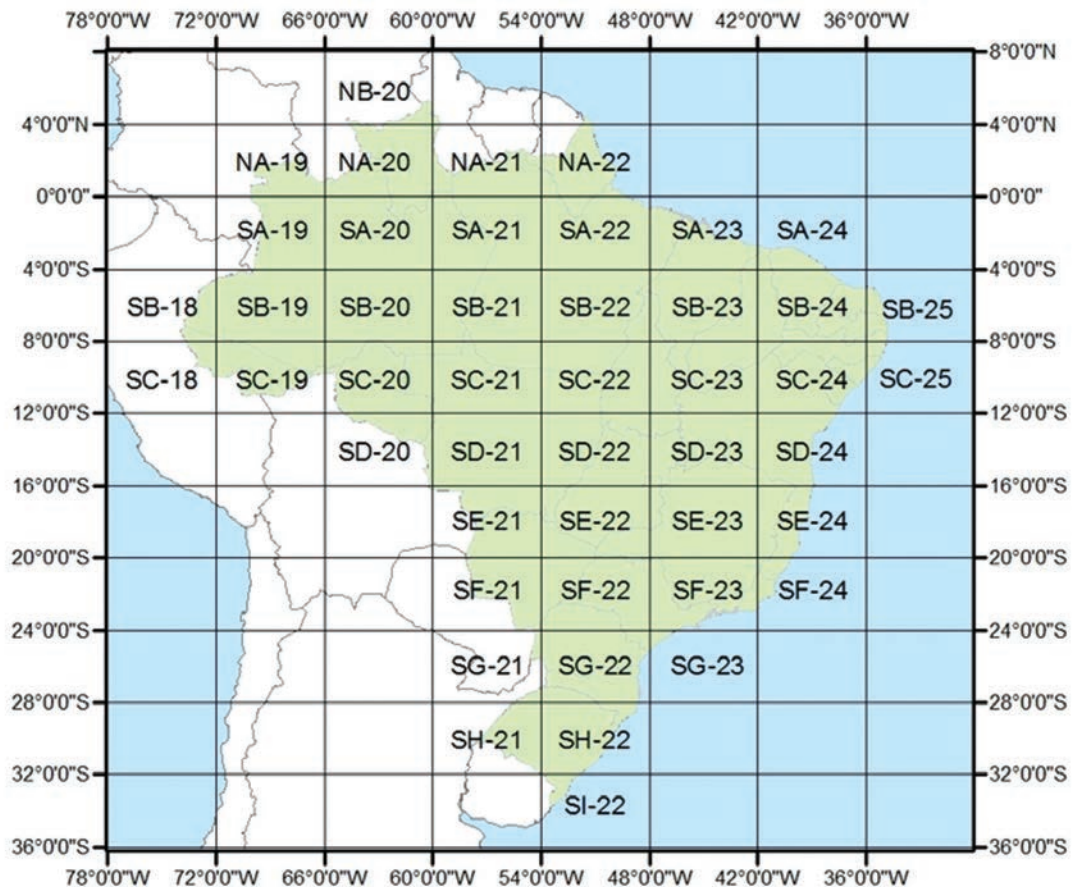 78°0'0"W 72°0'0"W 66°0'0"W 60°0'0"W 54°0'0"W 48°0'0"W 42°0'0"W 36°0'0"W
8°0'0"N
NB-20
4°0'0"N 4°0'0"N
NA-19 NA-20 NA-21 NA-22
0°0'0" 0°0'0"
SA-19 SA-20 SA-21 SA-22 SA-23 SA-24
4°0'0"S 4°0'0"S
SB-18 SB-19 SB-20 SB-21 SB-22 SB-23 SB-24 SB-25
8°0'0"S 8°0'0"S
SC-18 SC-19 SC-20 SC-21 SC-22 SC-23 SC-24 SC-25
12°0'0"S 12°0'0"S
SD-20 SD-21 SD-22 SD-23 SD-24
16°0'0"S 16°0'0"S
SE-21 SE-22 SE-23 SE-24
20°0'0"S 20°0'0"S
SF-21 SF-22 SF-23 SF-24
24°0'0"S 24°0'0"S
SG-21 SG-22 SG-23
28°0'0"S 28°0'0"S
SH-21 SH-22
32°0'0"S 32°0'0"S
SI-22
36°0'0"S 36°0'0"S
78°0'0"W 72°0'0"W 66°0'0"W 60°0'0"W 54°0'0"W 48°0'0"W 42°0'0"W 36°0'0"W